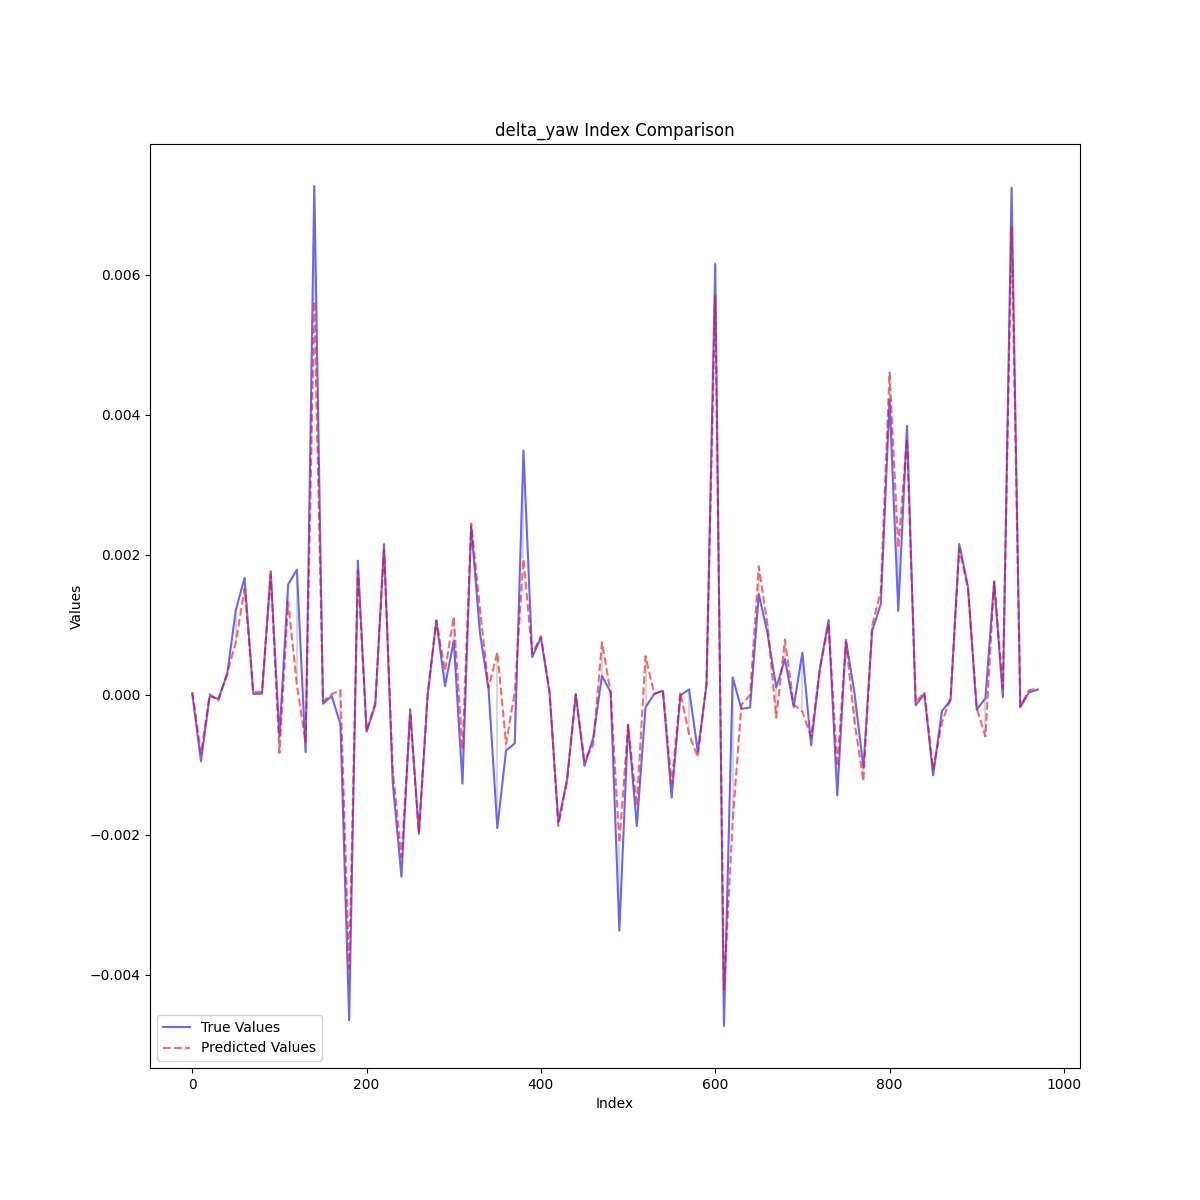 delta_yaw Index Comparison
0.006
0.004
0.002
0.000
−0.002
−0.004
Values
True Values
Predicted Values
0 200 400 600 800 1000
Index